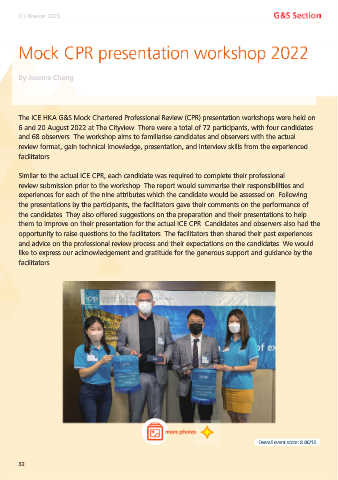 G&S Section
Mock CPR presentation workshop 2022
By Joanna Cheng
The ICE HKA G&S Mock Chartered Professional Review (CPR) presentation workshops were held on
6 and 20 August 2022 at The Cityview There were a total of 72 participants, with four candidates
and 68 observers The workshop aims to familiarise candidates and observers with the actual
review format, gain technical knowledge, presentation, and interview skills from the experienced
facilitators
Similar to the actual ICE CPR, each candidate was required to complete their professional
review submission prior to the workshop The report would summarise their responsibilities and
experiences for each of the nine attributes which the candidate would be assessed on Following
the presentations by the participants, the facilitators gave their comments on the performance of
the candidates They also offered suggestions on the preparation and their presentations to help
them to improve on their presentation for the actual ICE CPR Candidates and observers also had the
opportunity to raise questions to the facilitators The facilitators then shared their past experiences
and advice on the professional review process and their expectations on the candidates We would
like to express our acknowledgement and gratitude for the generous support and guidance by the
facilitators
icp
of ex
more photos
Overall event score: 8.06/10
32